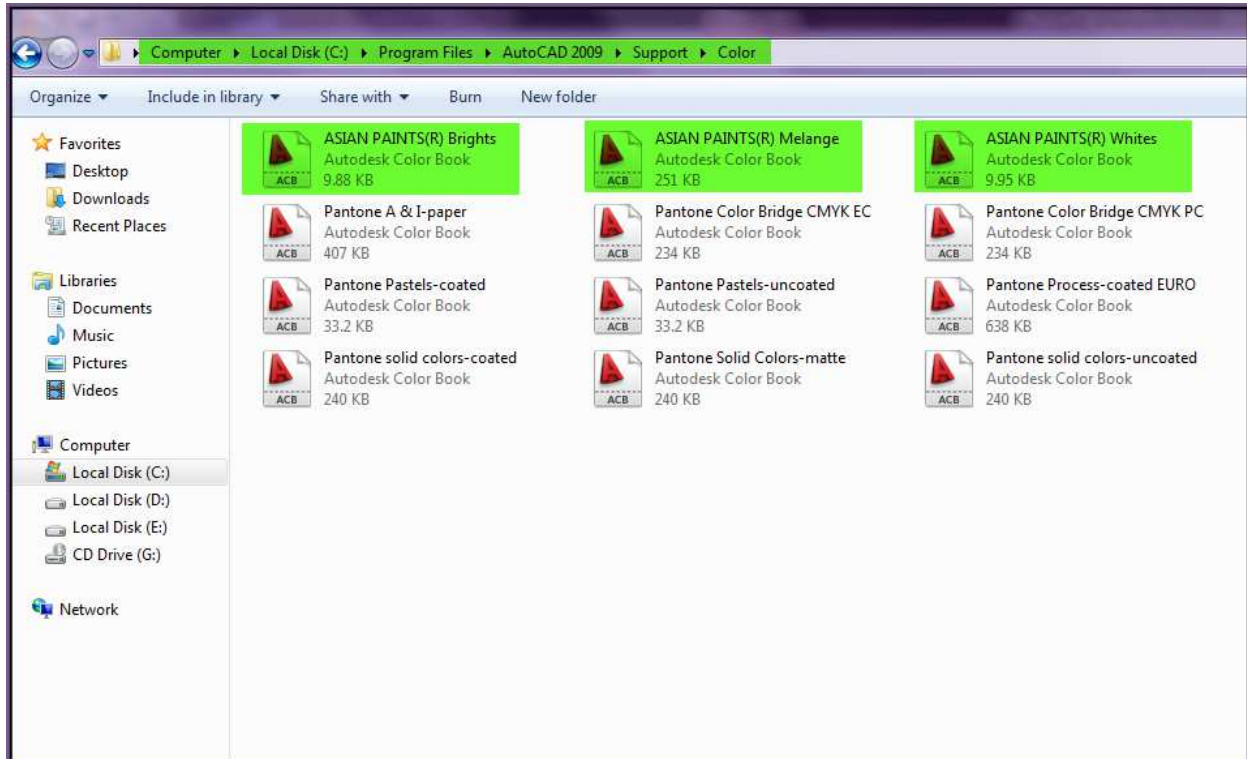 Computer ▸ Local Disk (C:) ▸ Program Files ▸ AutoCAD 2009 ▸ Support ▸ Color
Organize Include in library Share with Burn New folder
Favorites
Desktop
Downloads
Recent Places
Libraries
Documents
Music
Pictures
Videos
Computer
Local Disk (C:)
Local Disk (D:)
Local Disk (E:)
CD Drive (G:)
Network
ASIAN PAINTS(R) Brights
Autodesk Color Book
ACB
9.88 KB
ASIAN PAINTS(R) Melange
Autodesk Color Book
ACB
251 KB
ASIAN PAINTS(R) Whites
Autodesk Color Book
ACB
9.95 KB
Pantone A & I-paper
Autodesk Color Book
ACB
407 KB
Pantone Color Bridge CMYK EC
Autodesk Color Book
ACB
234 KB
Pantone Color Bridge CMYK PC
Autodesk Color Book
ACB
234 KB
Pantone Pastels-coated
Autodesk Color Book
ACB
33.2 KB
Pantone Pastels-uncoated
Autodesk Color Book
ACB
33.2 KB
Pantone Process-coated EURO
Autodesk Color Book
ACB
638 KB
Pantone solid colors-coated
Autodesk Color Book
ACB
240 KB
Pantone Solid Colors-matte
Autodesk Color Book
ACB
240 KB
Pantone solid colors-uncoated
Autodesk Color Book
ACB
240 KB